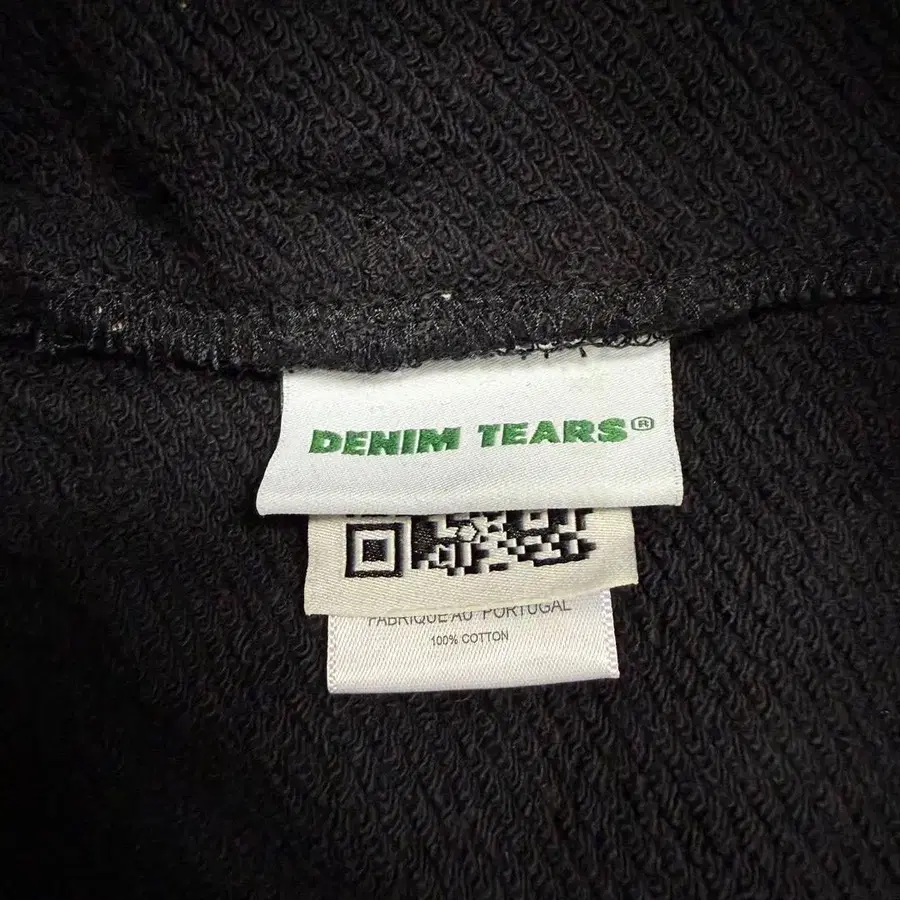 DENIM TEARS®
FABRIQUE AU PORTUGAL
100% COTTON